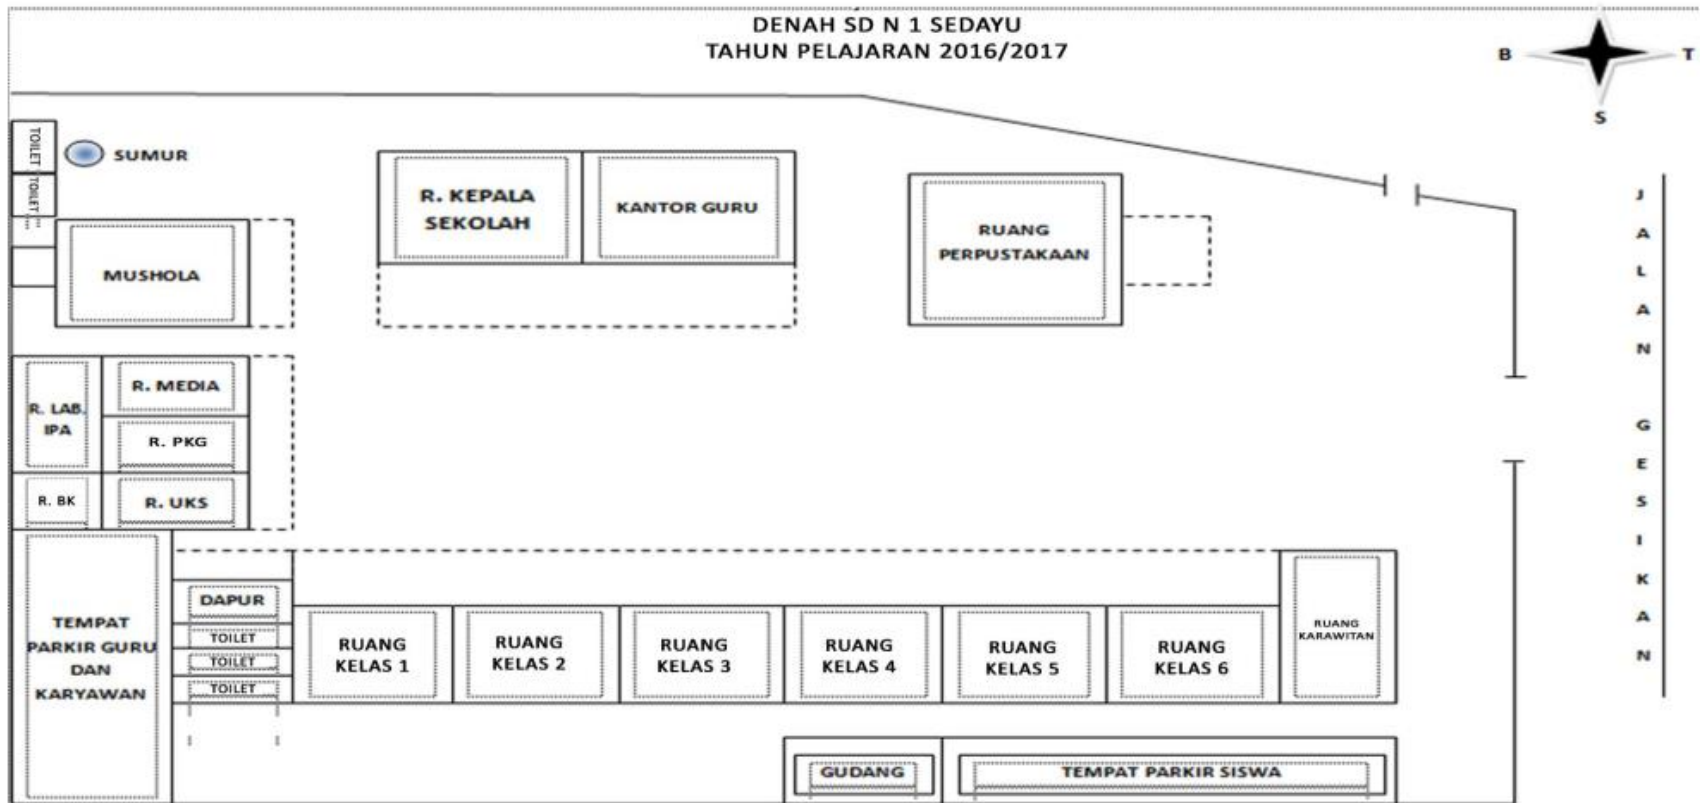 DENAH SD N 1 SEDAYU
TAHUN PELAJARAN 2016/2017
B
T
S
TOILET
TOILET
SUMUR
R. KEPALA
SEKOLAH
KANTOR GURU
RUANG
PERPUSTAKAAN
MUSHOLA
R. LAB.
IPA
R. MEDIA
R. PKG
R. BK
R. UKS
JALAN GESIKAN
TEMPAT
PARKIR GURU
DAN
KARYAWAN
DAPUR
TOILET
TOILET
TOILET
RUANG
KELAS 1
RUANG
KELAS 2
RUANG
KELAS 3
RUANG
KELAS 4
RUANG
KELAS 5
RUANG
KELAS 6
RUANG
KARAWITAN
GUDANG
TEMPAT PARKIR SISWA